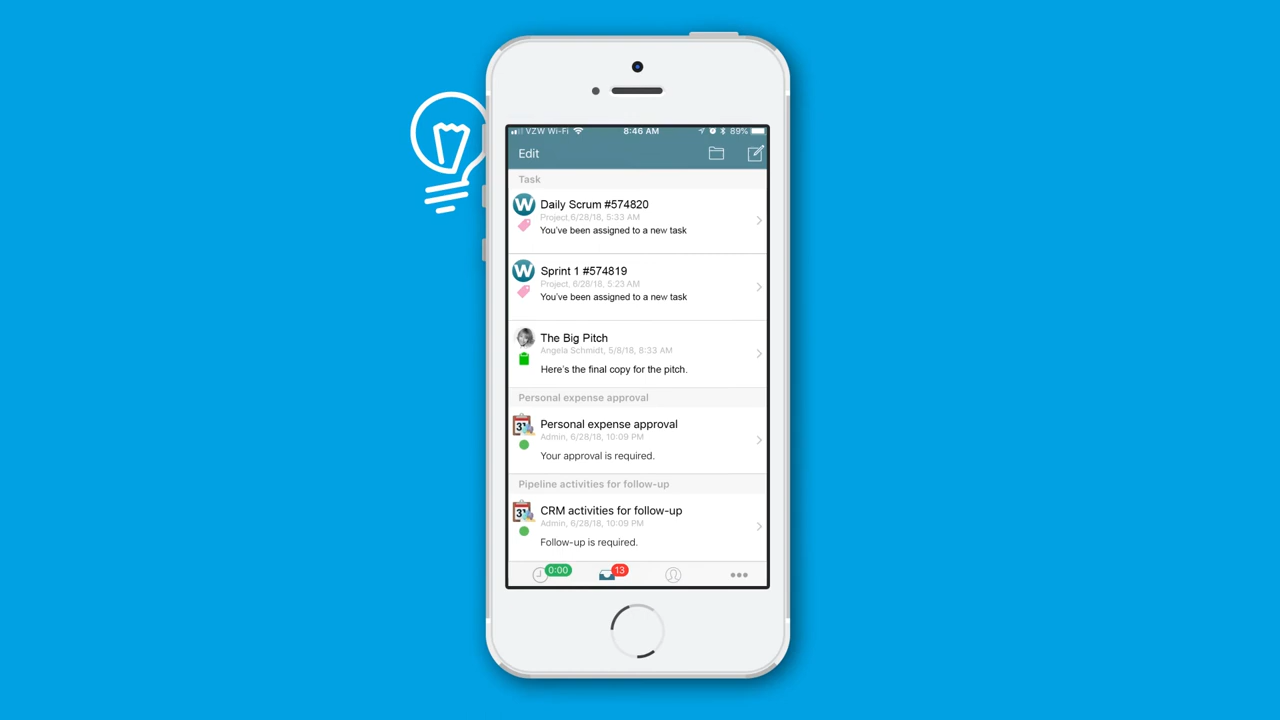 VZW Wi-Fi 8:46 AM 89%
Edit
Task
W Daily Scrum #574820
Project,6/28/18, 5:33 AM
You've been assigned to a new task
W Sprint 1 #574819
Project, 6/28/18, 5:23 AM
You've been assigned to a new task
The Big Pitch
Angela Schmidt, 5/8/18, 8:33 AM
Here's the final copy for the pitch.
Personal expense approval
31 Personal expense approval
Admin, 6/28/18, 10:09 PM
Your approval is required.
Pipeline activities for follow-up
31 CRM activities for follow-up
Admin, 6/28/18, 10:09 PM
Follow-up is required.
0:00 13